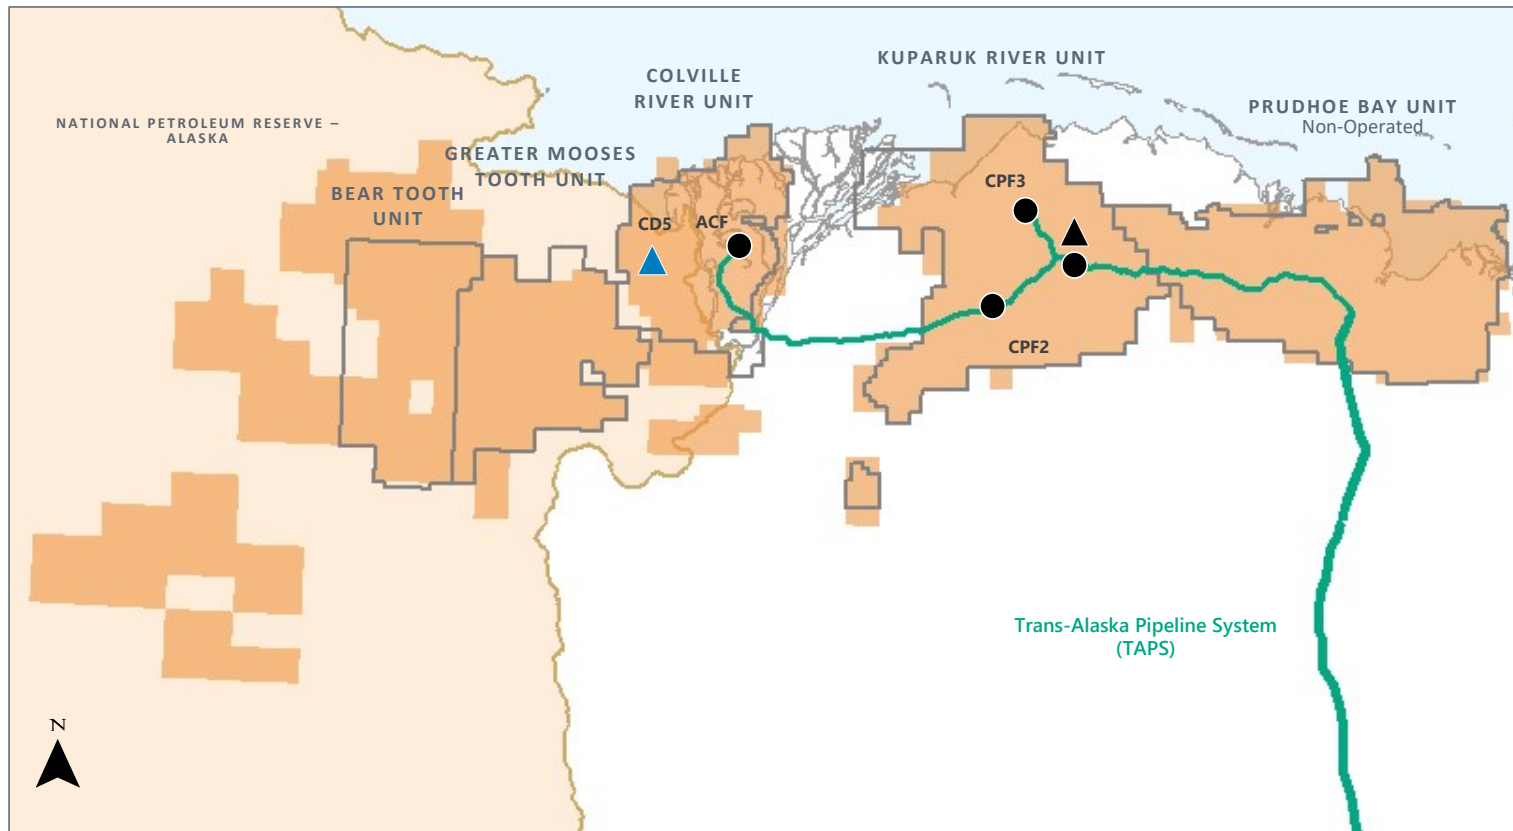 KUPARUK RIVER UNIT
COLVILLE
RIVER UNIT
PRUDHOE BAY UNIT
Non-Operated
NATIONAL PETROLEUM RESERVE –
ALASKA
GREATER MOOSES
TOOTH UNIT
BEAR TOOTH
UNIT
CPF3
CD5
ACF
CPF2
Trans-Alaska Pipeline System
(TAPS)
N